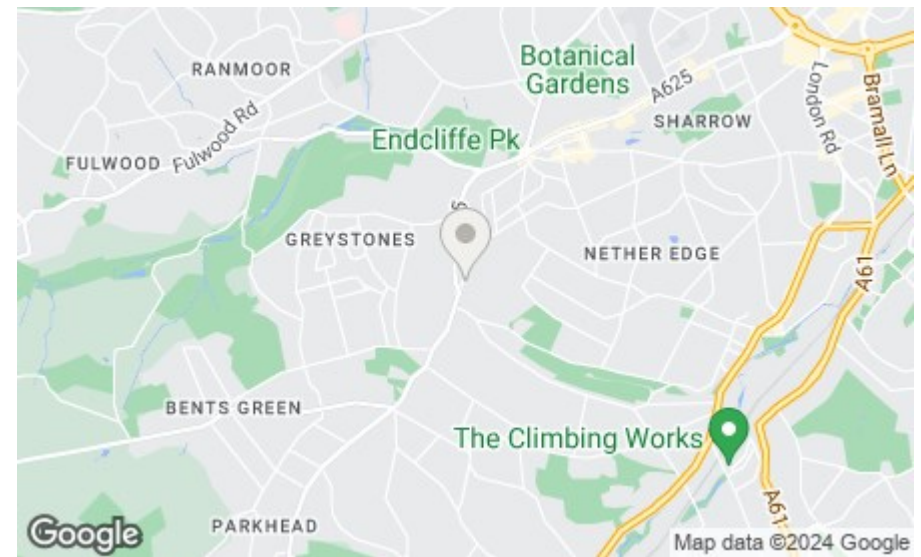 RANMOOR
Botanical
Gardens
A625
London Rd
Bramall Ln
SHARROW
Endcliffe Pk
Fulwood Rd
FULWOOD
GREYSTONES
NETHER EDGE
A61
BENTS GREEN
The Climbing Works
PARKHEAD
A61
Google
Map data ©2024 Google